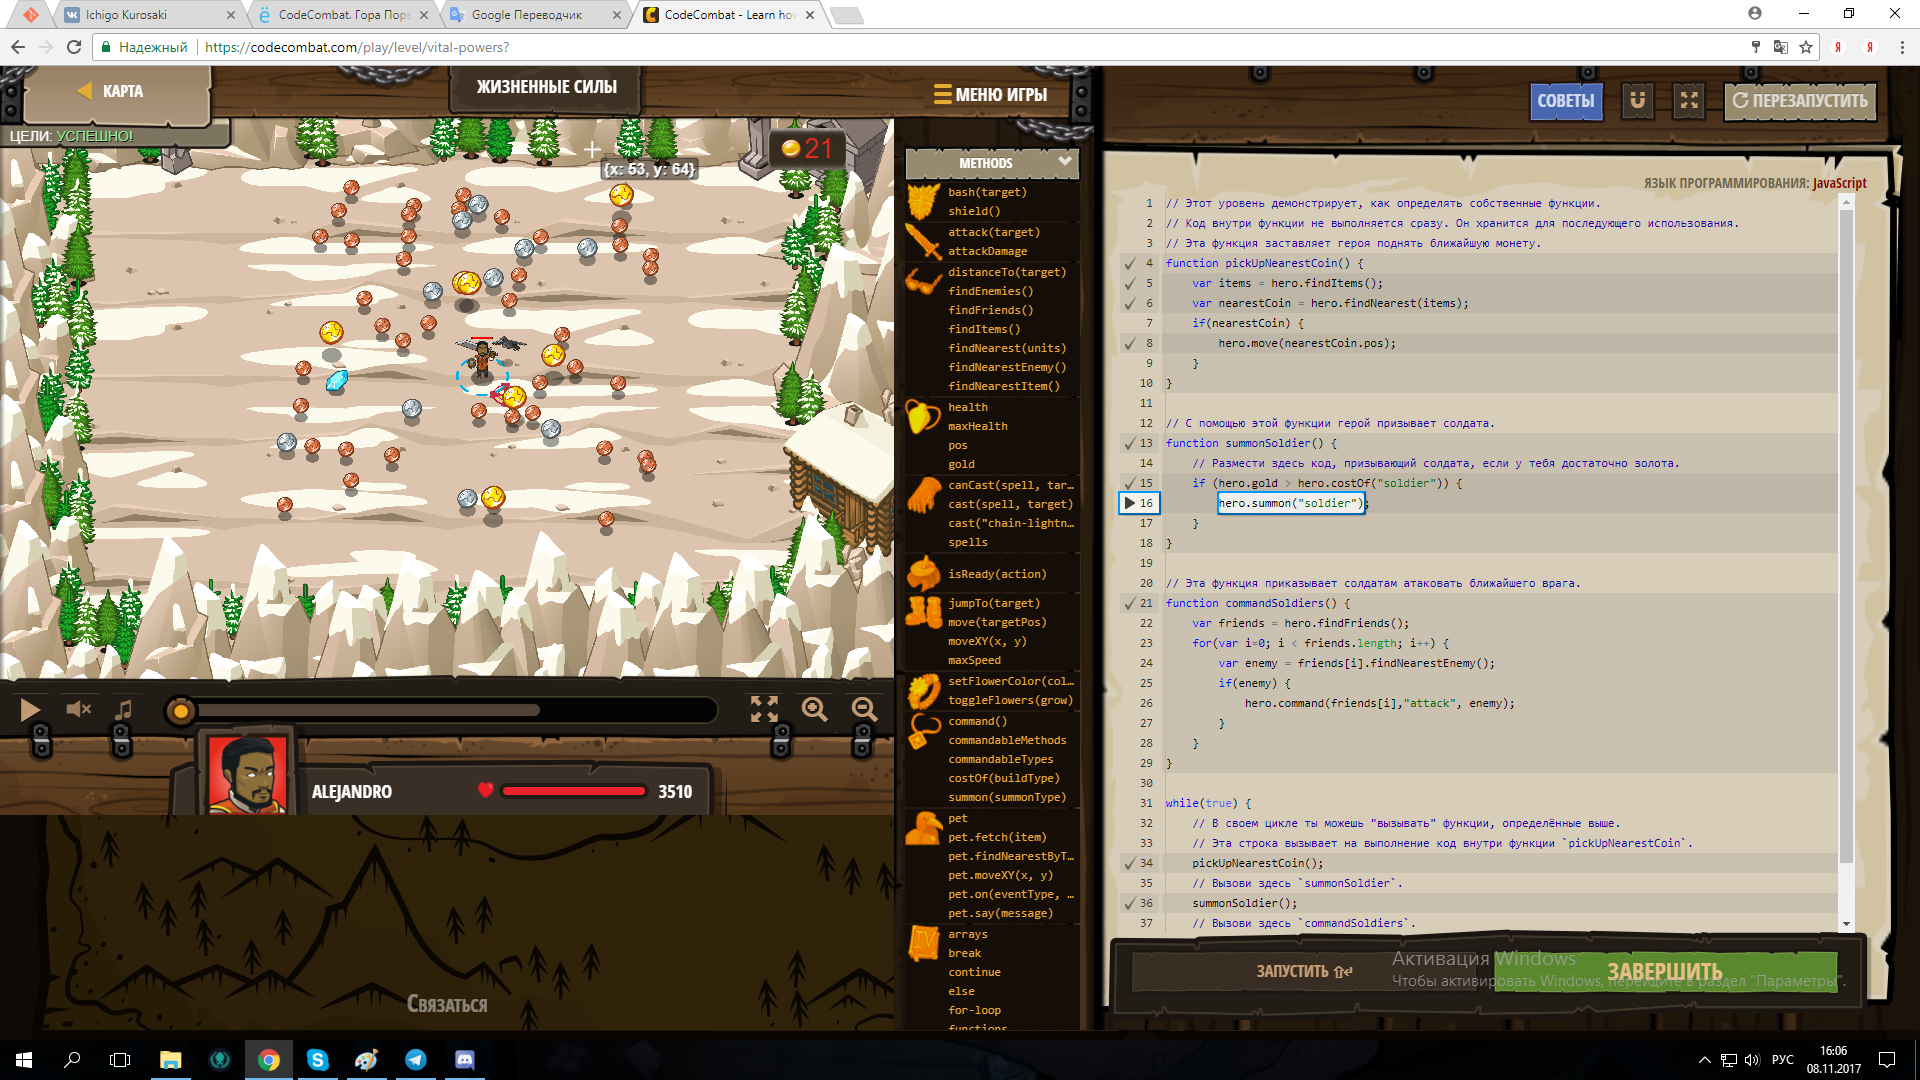 Ichigo Kurosaki
CodeCombat. Гора Пор
Google Переводчик
CodeCombat - Learn how
Надежный
https://codecombat.com/play/level/vital-powers?
КАРТА
ЖИЗНЕННЫЕ СИЛЫ
МЕНЮ ИГРЫ
ЦЕЛИ: УСПЕШНО!
21
{x: 53, y: 64}
ALEJANDRO
3510
Связаться
METHODS
bash(target)
shield()
attack(target)
attackDamage
distanceTo(target)
findEnemies()
findFriends()
findItems()
findNearest(units)
findNearestEnemy()
findNearestItem()
health
maxHealth
pos
gold
canCast(spell, tar…
cast(spell, target)
cast("chain-lightn…
spells
isReady(action)
jumpTo(target)
move(targetPos)
moveXY(x, y)
maxSpeed
setFlowerColor(col…
toggleFlowers(grow)
command()
commandableMethods
commandableTypes
costOf(buildType)
summon(summonType)
pet
pet.fetch(item)
pet.findNearestByT…
pet.moveXY(x, y)
pet.on(eventType, …
pet.say(message)
arrays
break
continue
else
for-loop
functions
СОВЕТЫ
ПЕРЕЗАПУСТИТЬ
ЯЗЫК ПРОГРАММИРОВАНИЯ: JavaScript
1 // Этот уровень демонстрирует, как определять собственные функции.
2 // Код внутри функции не выполняется сразу. Он хранится для последующего использования.
3 // Эта функция заставляет героя поднять ближайшую монету.
4 function pickUpNearestCoin() {
5 var items = hero.findItems();
6 var nearestCoin = hero.findNearest(items);
7 if(nearestCoin) {
8 hero.move(nearestCoin.pos);
9 }
10 }
11
12 // С помощью этой функции герой призывает солдата.
13 function summonSoldier() {
14 // Размести здесь код, призывающий солдата, если у тебя достаточно золота.
15 if (hero.gold > hero.costOf("soldier")) {
16 hero.summon("soldier");
17 }
18 }
19
20 // Эта функция приказывает солдатам атаковать ближайшего врага.
21 function commandSoldiers() {
22 var friends = hero.findFriends();
23 for(var i=0; i < friends.length; i++) {
24 var enemy = friends[i].findNearestEnemy();
25 if(enemy) {
26 hero.command(friends[i],"attack", enemy);
27 }
28 }
29 }
30
31 while(true) {
32 // В своем цикле ты можешь "вызывать" функции, определённые выше.
33 // Эта строка вызывает на выполнение код внутри функции `pickUpNearestCoin`.
34 pickUpNearestCoin();
35 // Вызови здесь `summonSoldier`.
36 summonSoldier();
37 // Вызови здесь `commandSoldiers`.
ЗАПУСТИТЬ
ЗАВЕРШИТЬ
Активация Windows
Чтобы активировать Windows, перейдите в раздел "Параметры".
РУС
16:06
08.11.2017